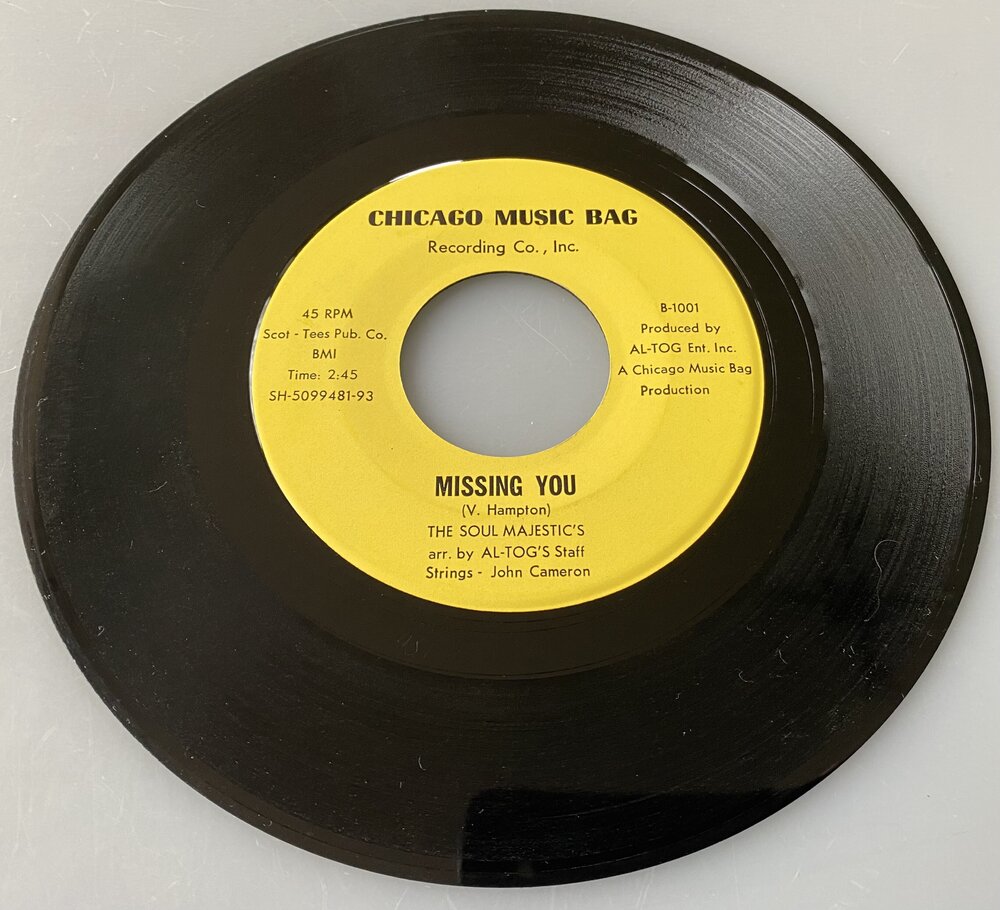 CHICAGO MUSIC BAG
Recording Co., Inc.
45 RPM
Scot - Tees Pub. Co.
BMI
Time: 2:45
SH-5099481-93
B-1001
Produced by
AL-TOG Ent. Inc.
A Chicago Music Bag
Production
MISSING YOU
(V. Hampton)
THE SOUL MAJESTIC'S
arr. by AL-TOG'S Staff
Strings - John Cameron